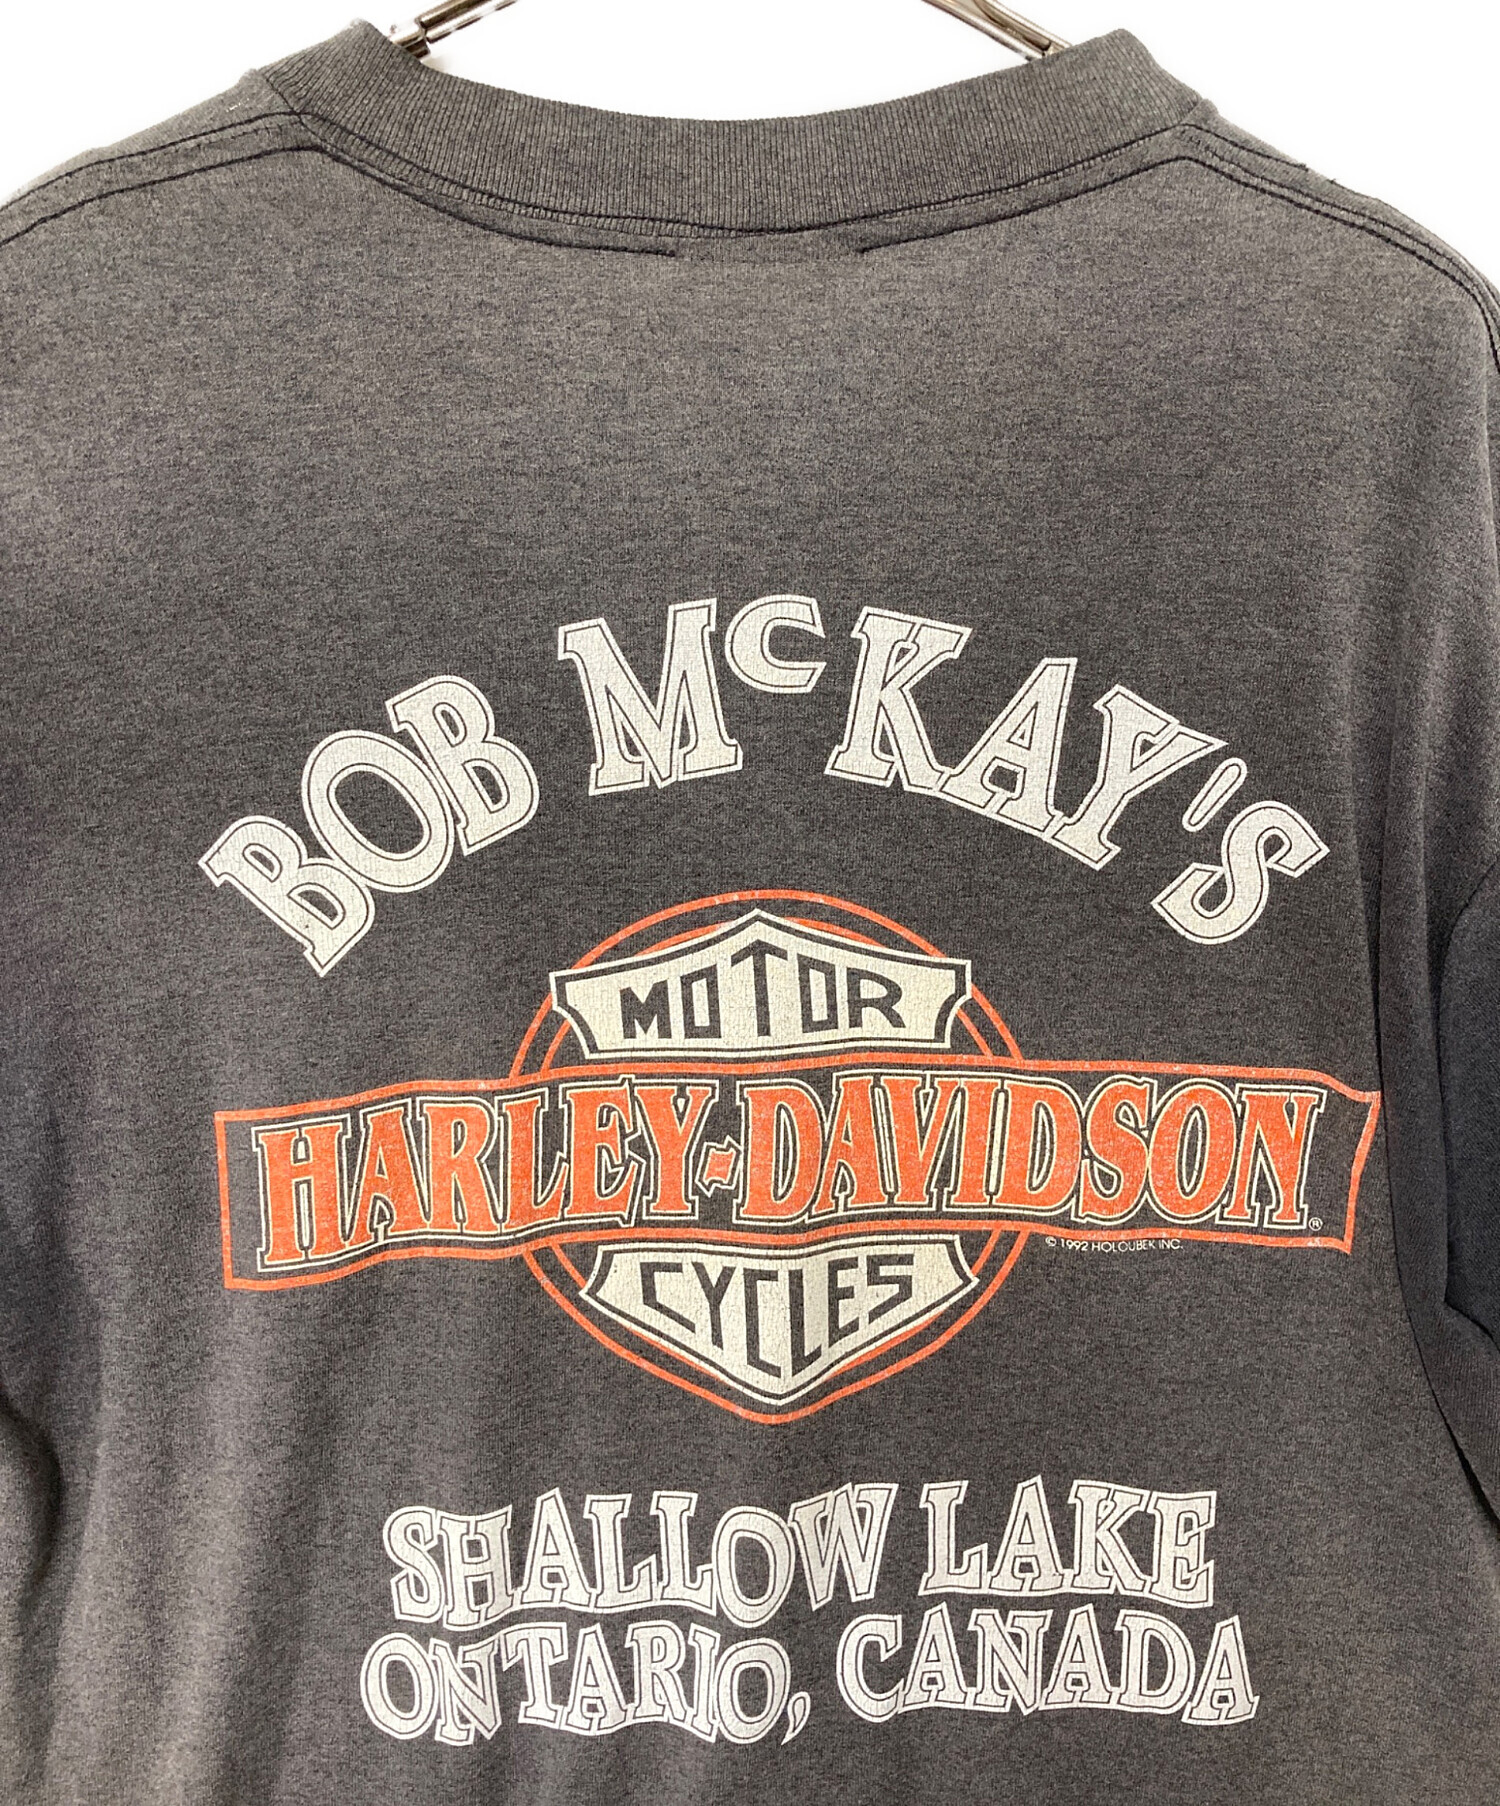 BOB McKAY'S
MOTOR
HARLEY-DAVIDSON ®
© 1992 HOLOUBEK INC.
CYCLES
SHALLOW LAKE
ONTARIO, CANADA